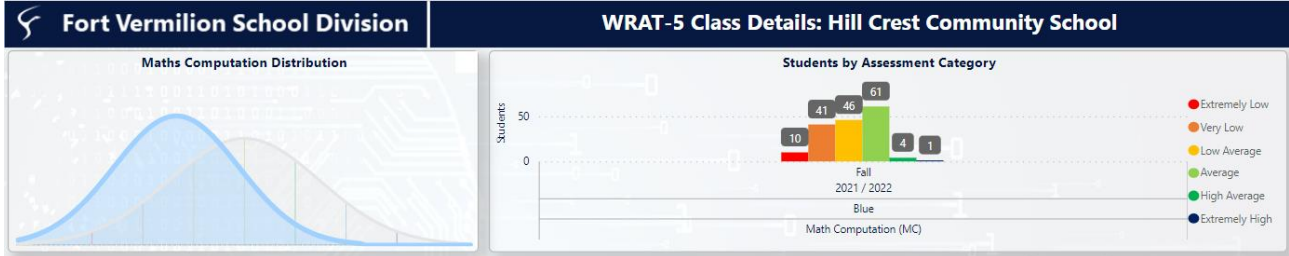 Fort Vermilion School Division
WRAT-5 Class Details: Hill Crest Community School
Maths Computation Distribution
Students by Assessment Category
Students
50
0
10
41
46
61
4
1
Fall
2021 / 2022
Blue
Math Computation (MC)
Extremely Low
Very Low
Low Average
Average
High Average
Extremely High